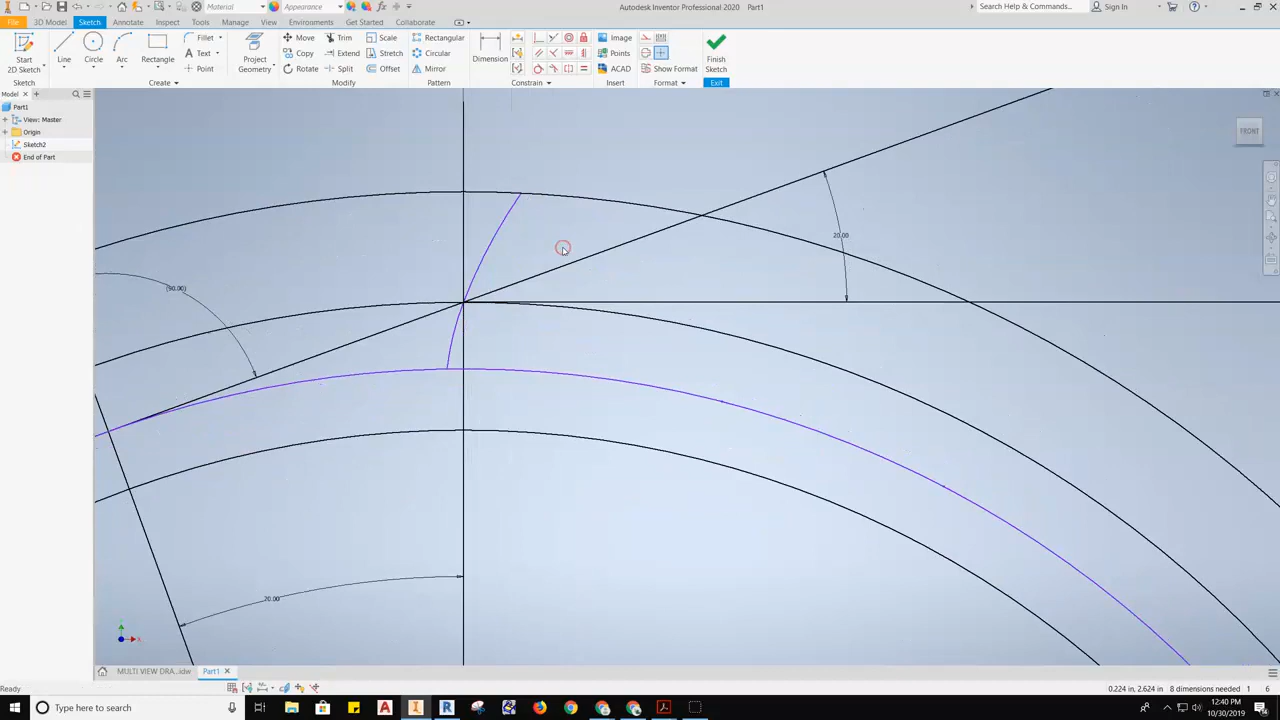 Material
Appearance
Autodesk Inventor Professional 2020 Part1
Search Help & Commands...
Sign In
File
3D Model
Sketch
Annotate
Inspect
Tools
Manage
View
Environments
Get Started
Collaborate
Start
2D Sketch
Line
Circle
Arc
Rectangle
Fillet
Text
Point
Project
Geometry
Move
Copy
Rotate
Trim
Extend
Split
Scale
Stretch
Offset
Rectangular
Circular
Mirror
Dimension
Image
Points
ACAD
Show Format
Finish
Sketch
Sketch
Create
Modify
Pattern
Constrain
Insert
Format
Exit
Model
Part1
View: Master
Origin
Sketch2
End of Part
FRONT
20.00
(90.00)
20.00
X
MULTI VIEW DRA...idw
Part1
Ready
0.224 in, 2.624 in
8 dimensions needed
1
6
Type here to search
12:40 PM
10/30/2019